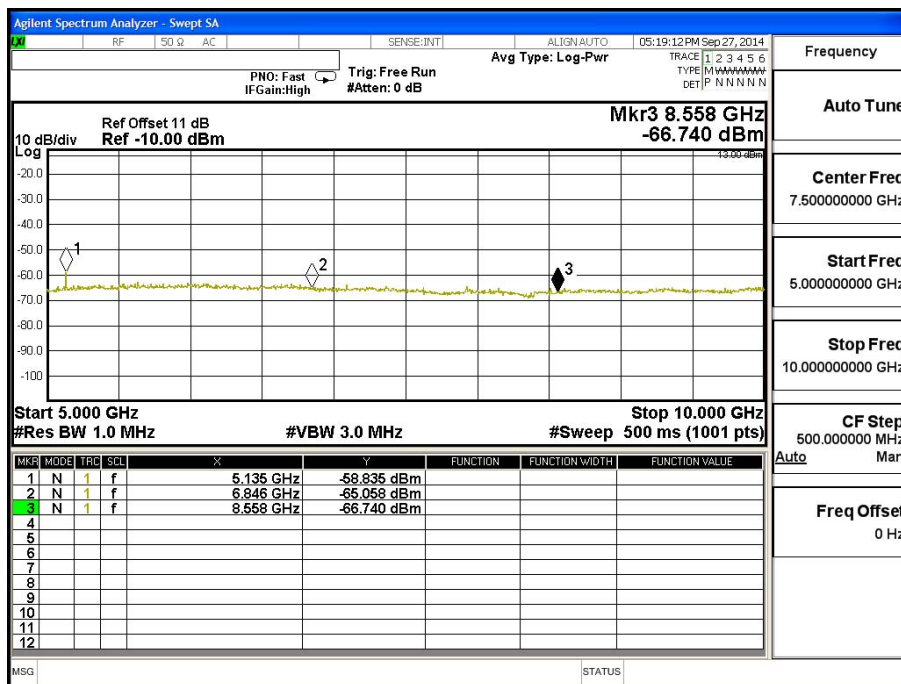 Agilent Spectrum Analyzer - Swept SA
LXI RF 50 Ω AC SENSE:INT ALIGNAUTO 05:19:12 PM Sep 27, 2014
Avg Type: Log-Pwr TRACE 1 2 3 4 5 6
PNO: Fast Trig: Free Run TYPE MWWWWW
IFGain:High #Atten: 0 dB DET P N N N N N
Mkr3 8.558 GHz
-66.740 dBm
Ref Offset 11 dB
10 dB/div Ref -10.00 dBm
Log
-13.00 dBm
-20.0
-30.0
-40.0
-50.0
-60.0
-70.0
-80.0
-90.0
-100
1
2
3
Start 5.000 GHz Stop 10.000 GHz
#Res BW 1.0 MHz #VBW 3.0 MHz #Sweep 500 ms (1001 pts)
MKR MODE TRC SCL X Y FUNCTION FUNCTION WIDTH FUNCTION VALUE
1 N 1 f 5.135 GHz -58.835 dBm
2 N 1 f 6.846 GHz -65.058 dBm
3 N 1 f 8.558 GHz -66.740 dBm
4
5
6
7
8
9
10
11
12
MSG STATUS
Frequency
Auto Tune
Center Freq
7.500000000 GHz
Start Freq
5.000000000 GHz
Stop Freq
10.000000000 GHz
CF Step
500.000000 MHz
Auto Man
Freq Offset
0 Hz